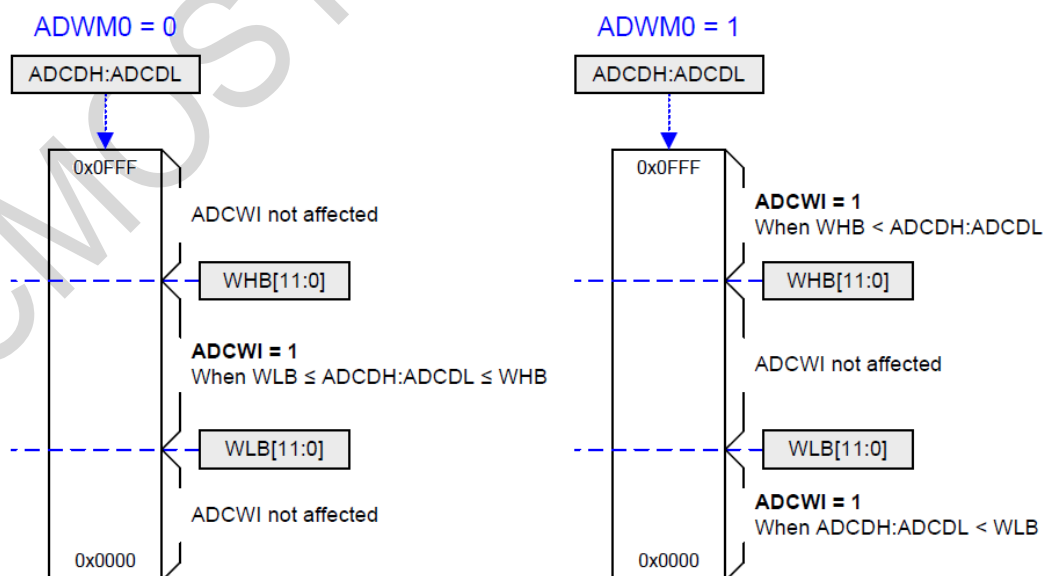 ADWM0 = 0
ADCDH:ADCDL
0x0FFF
ADCWI not affected
WHB[11:0]
ADCWI = 1
When WLB ≤ ADCDH:ADCDL ≤ WHB
WLB[11:0]
ADCWI not affected
0x0000
ADWM0 = 1
ADCDH:ADCDL
0x0FFF
ADCWI = 1
When WHB < ADCDH:ADCDL
WHB[11:0]
ADCWI not affected
WLB[11:0]
ADCWI = 1
When ADCDH:ADCDL < WLB
0x0000